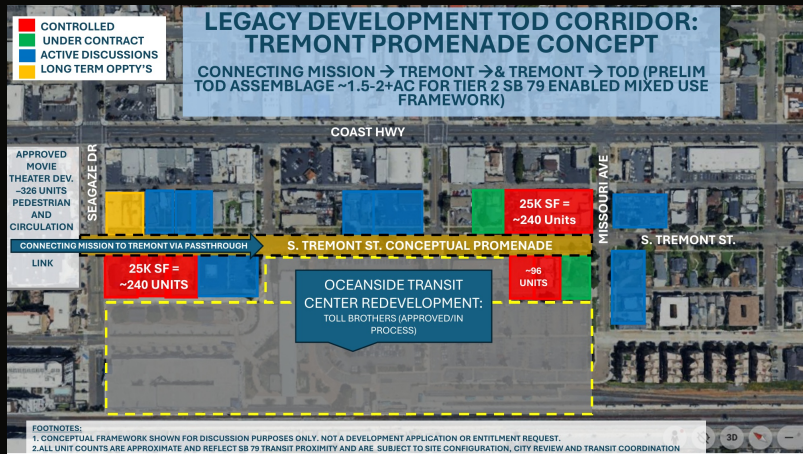 CONTROLLED
UNDER CONTRACT
ACTIVE DISCUSSIONS
LONG TERM OPPTY'S
LEGACY DEVELOPMENT TOD CORRIDOR:
TREMONT PROMENADE CONCEPT
CONNECTING MISSION → TREMONT →& TREMONT → TOD (PRELIM
TOD ASSEMBLAGE ~1.5-2+AC FOR TIER 2 SB 79 ENABLED MIXED USE
FRAMEWORK)
COAST HWY
APPROVED
MOVIE
THEATER DEV.
~326 UNITS
PEDESTRIAN
AND
CIRCULATION
LINK
SEAGAZE DR
MISSOURI AVE
25K SF =
~240 Units
CONNECTING MISSION TO TREMONT VIA PASSTHROUGH
S. TREMONT ST. CONCEPTUAL PROMENADE
S. TREMONT ST.
25K SF =
~240 UNITS
~96
UNITS
OCEANSIDE TRANSIT
CENTER REDEVELOPMENT:
TOLL BROTHERS (APPROVED/IN
PROCESS)
FOOTNOTES:
1. CONCEPTUAL FRAMEWORK SHOWN FOR DISCUSSION PURPOSES ONLY. NOT A DEVELOPMENT APPLICATION OR ENTITLMENT REQUEST.
2.ALL UNIT COUNTS ARE APPROXIMATE AND REFLECT SB 79 TRANSIT PROXIMITY AND ARE SUBJECT TO SITE CONFIGURATION, CITY REVIEW AND TRANSIT COORDINATION
3D